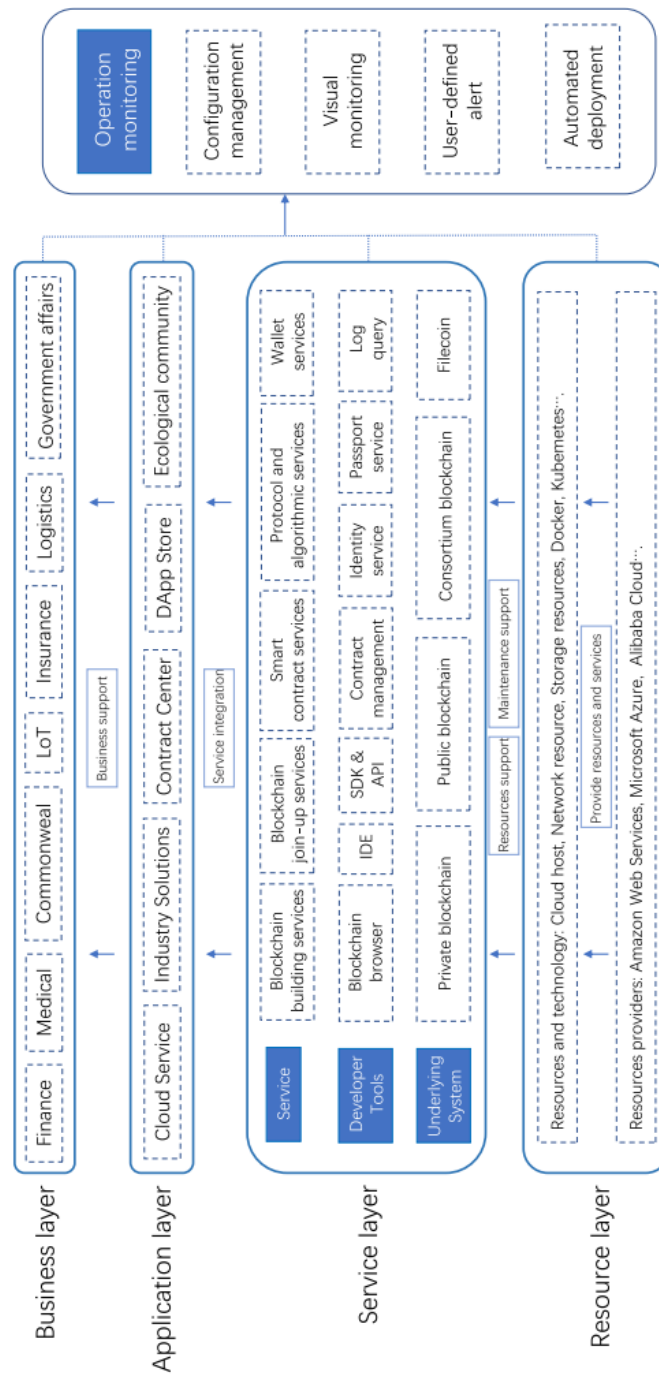 Business layer
Finance
Medical
Commonweal
LoT
Insurance
Logistics
Government affairs
Business support
Application layer
Cloud Service
Industry Solutions
Contract Center
DApp Store
Ecological community
Service integration
Service layer
Service
Blockchain
building services
Blockchain
join-up services
Smart
contract services
Protocol and
algorithmic services
Wallet
services
Developer
Tools
Blockchain
browser
IDE
SDK &
API
Contract
management
Identity
service
Passport
service
Log
query
Underlying
System
Private blockchain
Public blockchain
Consortium blockchain
Filecoin
Resources support
Maintenance support
Resource layer
Resources and technology: Cloud host, Network resource, Storage resources, Docker, Kubemetes⋯.
Provide resources and services
Resources providers: Amazon Web Services, Microsoft Azure, Alibaba Cloud⋯.
Operation
monitoring
Configuration
management
Visual
monitoring
User-defined
alert
Automated
deployment